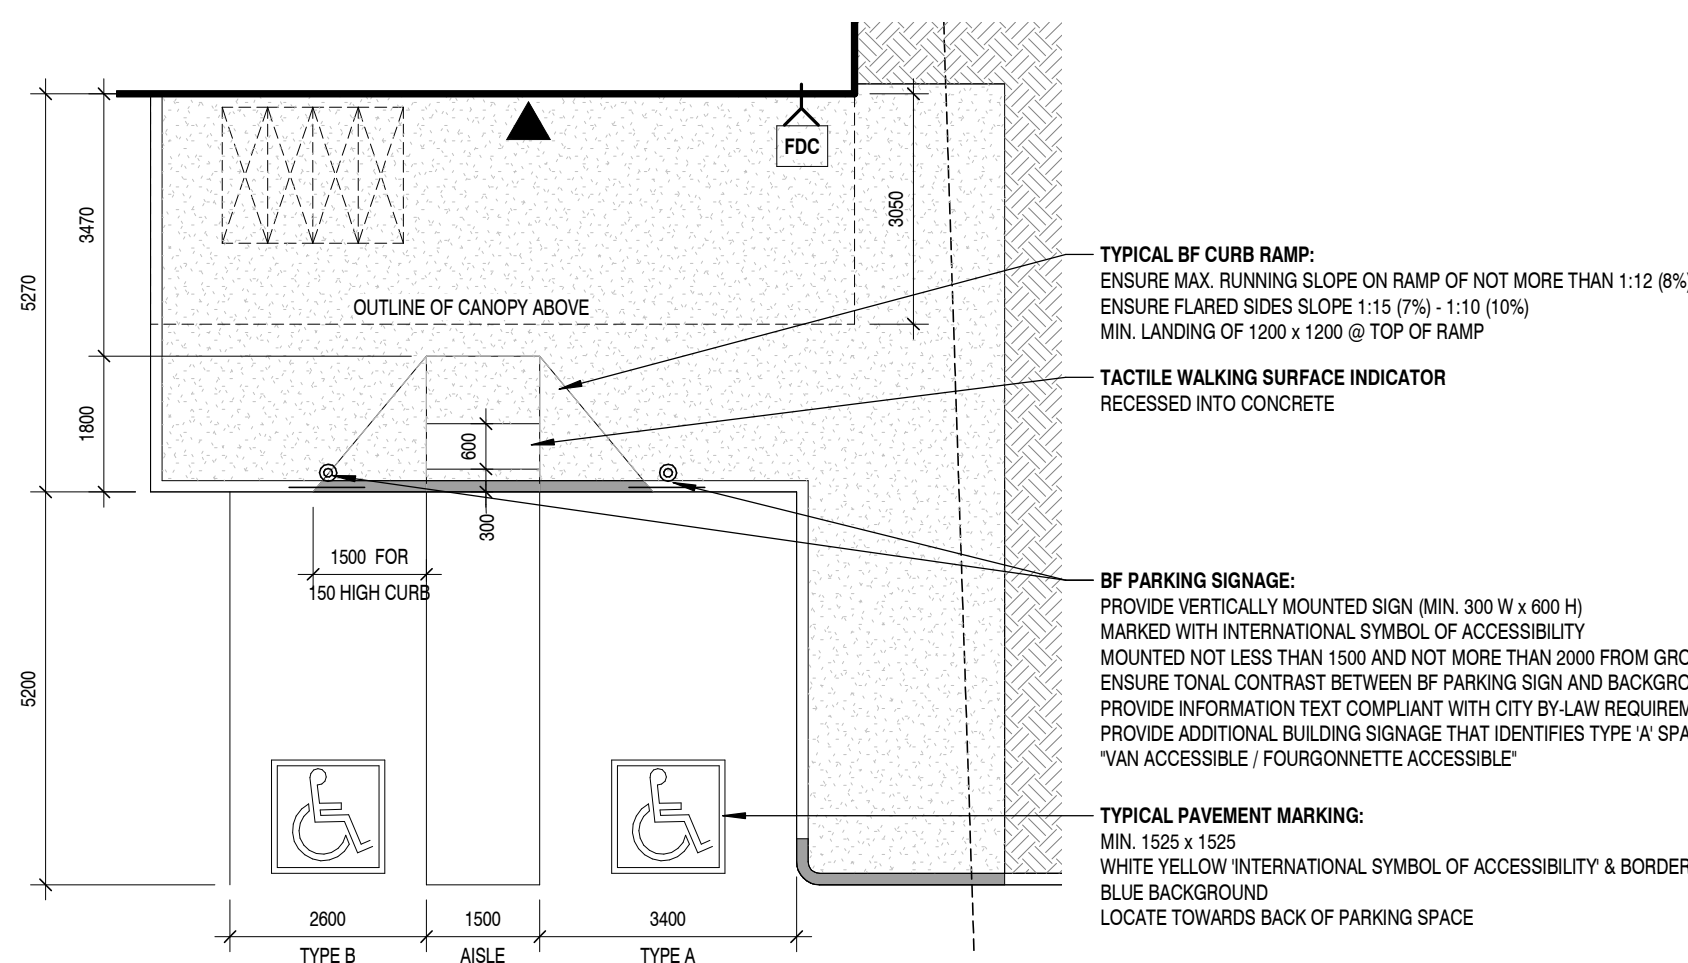 FDC
3470
3050
5270
OUTLINE OF CANOPY ABOVE
1800
600
300
1500 FOR
150 HIGH CURB
5200
2600
1500
3400
TYPE B
AISLE
TYPE A
TYPICAL BF CURB RAMP:
ENSURE MAX. RUNNING SLOPE ON RAMP OF NOT MORE THAN 1:12 (8%)
ENSURE FLARED SIDES SLOPE 1:15 (7%) - 1:10 (10%)
MIN. LANDING OF 1200 x 1200 @ TOP OF RAMP
TACTILE WALKING SURFACE INDICATOR
RECESSED INTO CONCRETE
BF PARKING SIGNAGE:
PROVIDE VERTICALLY MOUNTED SIGN (MIN. 300 W x 600 H)
MARKED WITH INTERNATIONAL SYMBOL OF ACCESSIBILITY
MOUNTED NOT LESS THAN 1500 AND NOT MORE THAN 2000 FROM
ENSURE TONAL CONTRAST BETWEEN BF PARKING SIGN AND
PROVIDE INFORMATION TEXT COMPLIANT WITH CITY BY-LAW
PROVIDE ADDITIONAL BUILDING SIGNAGE THAT IDENTIFIES TYPE 'A'
"VAN ACCESSIBLE / FOURGONNETTE ACCESSIBLE"
TYPICAL PAVEMENT MARKING:
MIN. 1525 x 1525
WHITE YELLOW 'INTERNATIONAL SYMBOL OF ACCESSIBILITY' & BORDER
BLUE BACKGROUND
LOCATE TOWARDS BACK OF PARKING SPACE